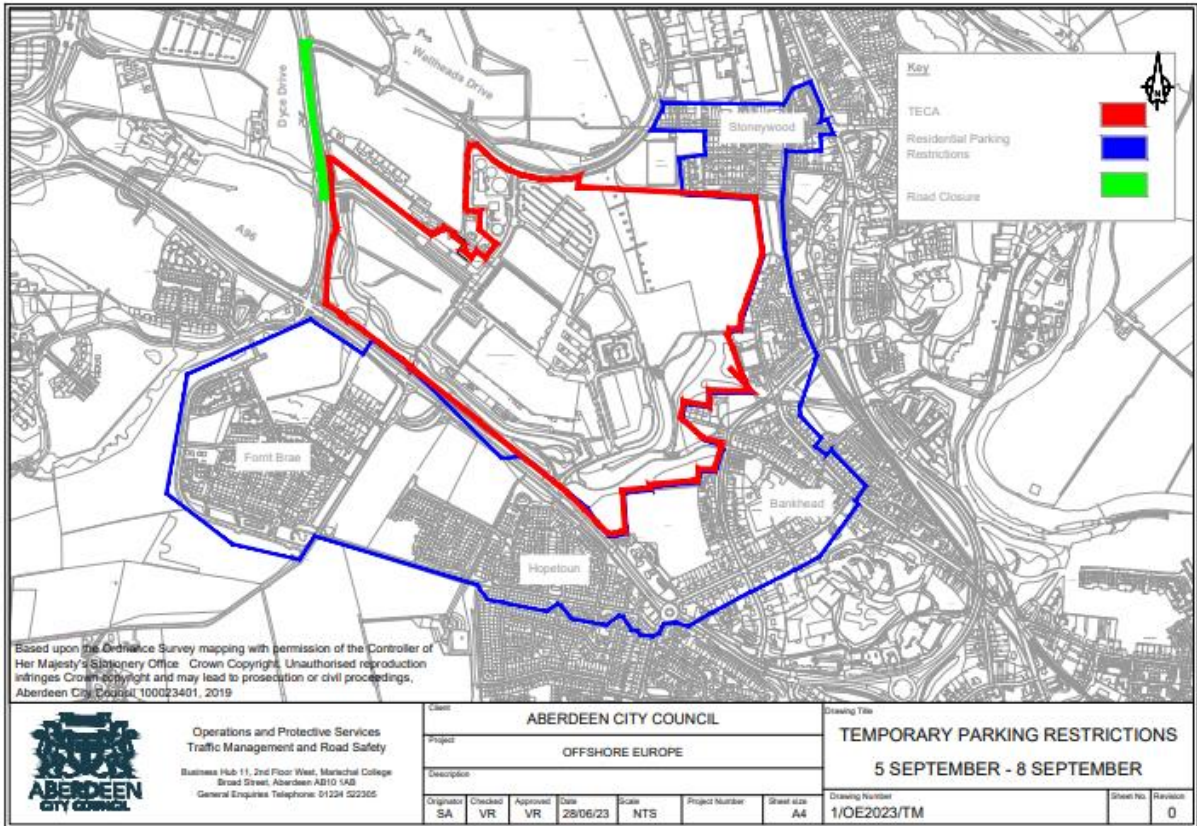 Wellheads Drive
Dyce Drive
Stoneywood
A96
Key
N
TECA
Residential Parking
Restrictions
Road Closure
Forrit Brae
Bankhead
Hopetoun
Based upon the Ordnance Survey mapping with permission of the Controller of
Her Majesty's Stationery Office Crown Copyright. Unauthorised reproduction
infringes Crown copyright and may lead to prosecution or civil proceedings,
Aberdeen City Council 100023401, 2019
ABERDEEN
CITY COUNCIL
Operations and Protective Services
Traffic Management and Road Safety
Business Hub 11, 2nd Floor West, Marischal College
Broad Street, Aberdeen AB10 1AB
General Enquiries Telephone: 01224 522305
Client
ABERDEEN CITY COUNCIL
Project
OFFSHORE EUROPE
Description
Originator
SA
Checked
VR
Approved
VR
Date
28/06/23
Scale
NTS
Project Number
Sheet size
A4
Drawing Title
TEMPORARY PARKING RESTRICTIONS
5 SEPTEMBER - 8 SEPTEMBER
Drawing Number
1/OE2023/TM
Sheet No.
Revision
0